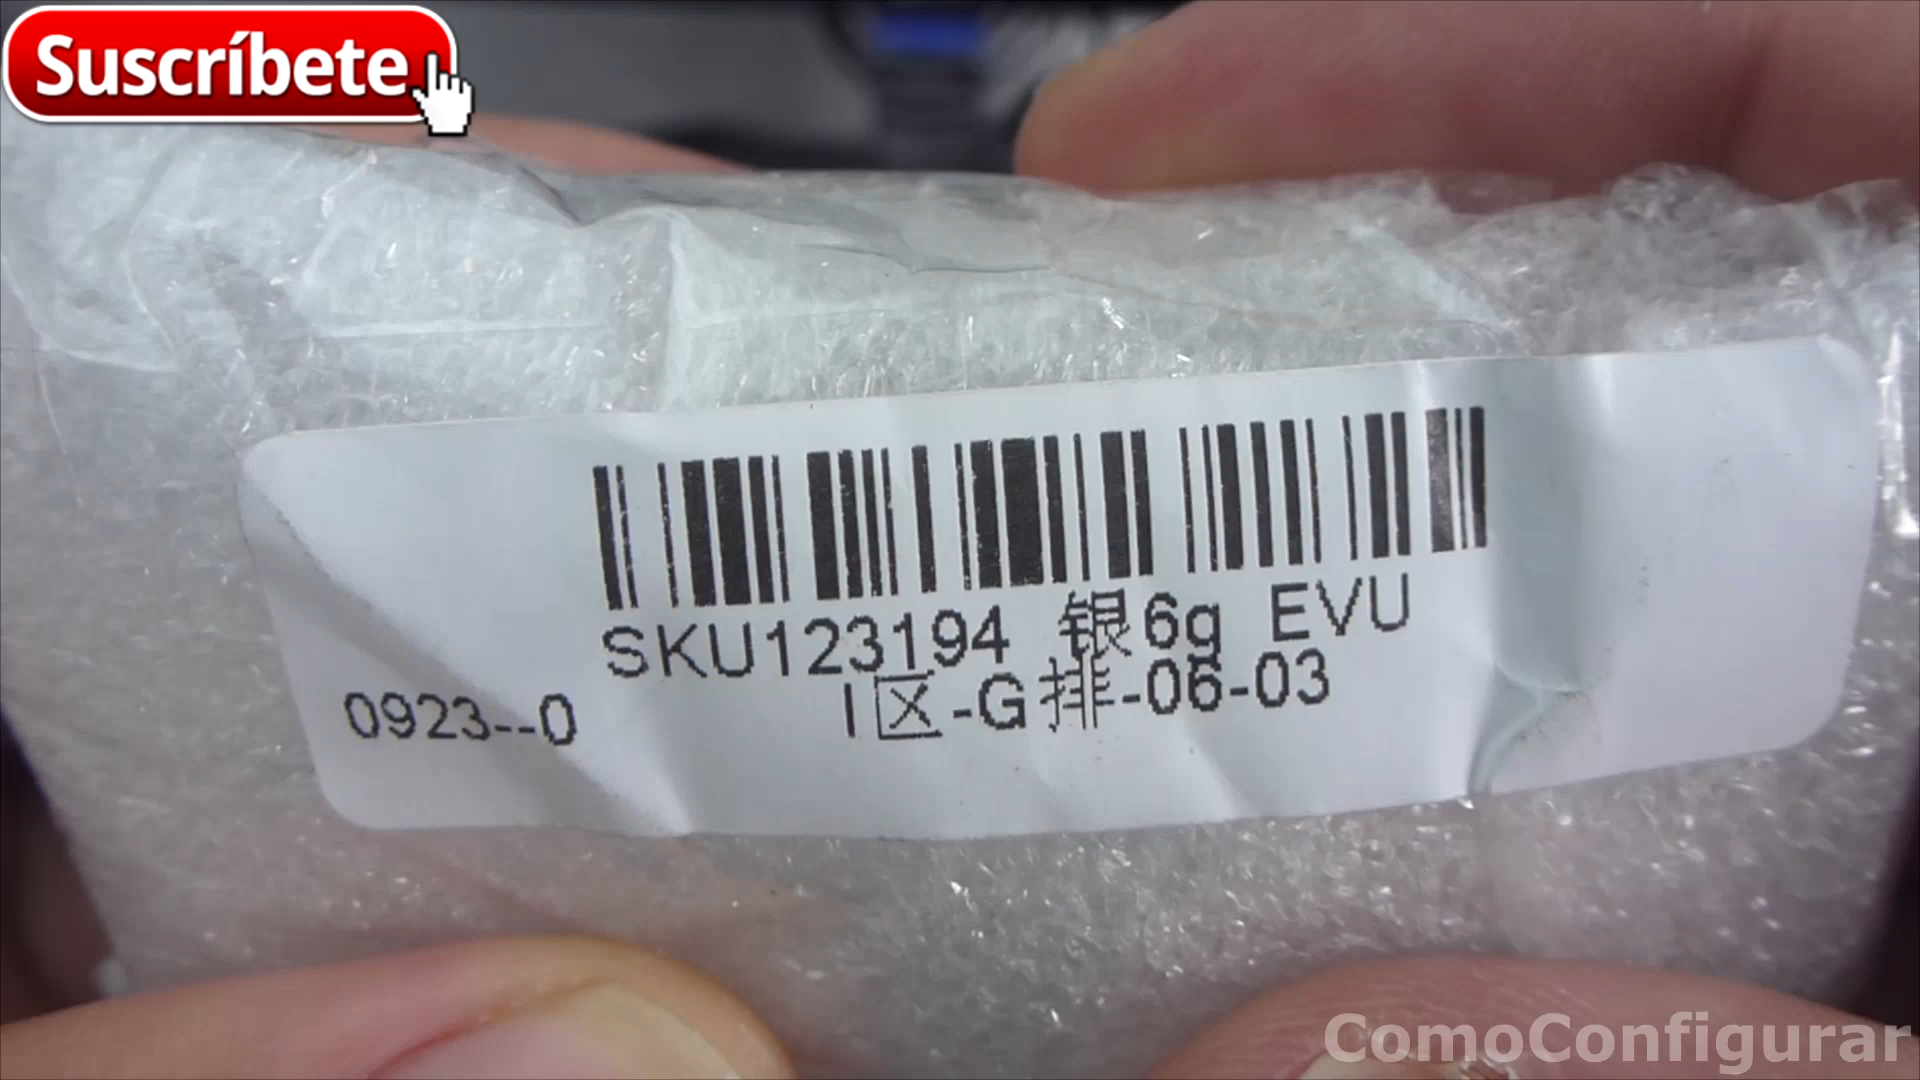 Suscríbete
SKU123194 银6g EVU
0923--0 I区-G排-06-03
ComoConfigurar